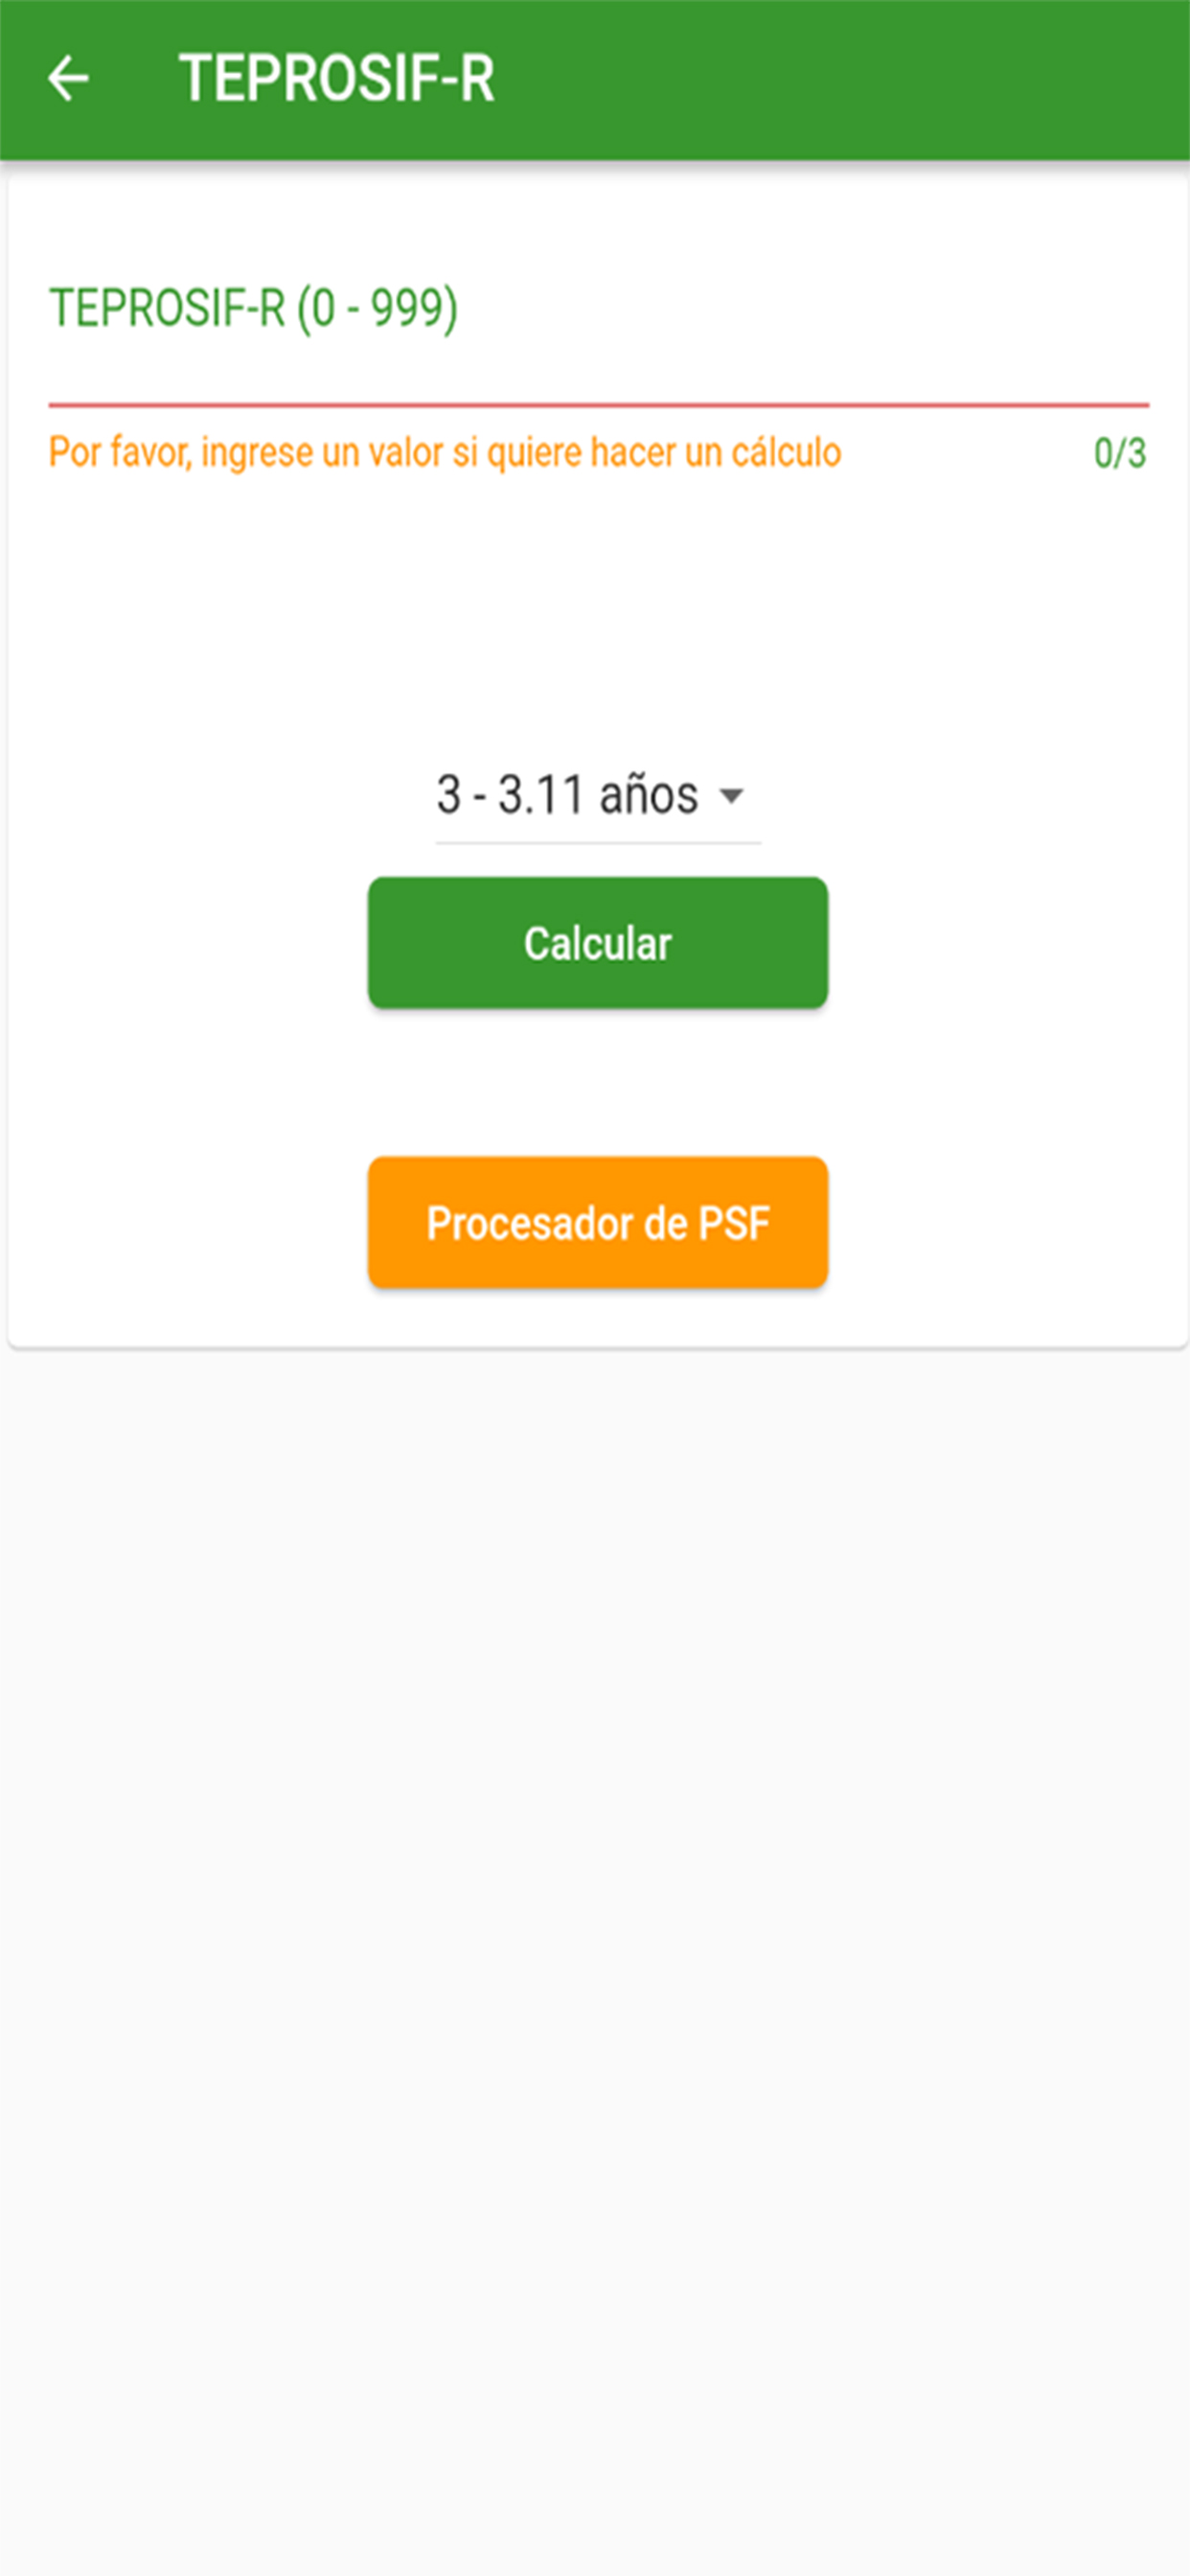 TEPROSIF-R
TEPROSIF-R (0 - 999)
Por favor, ingrese un valor si quiere hacer un cálculo 0/3
3 - 3.11 años
Calcular
Procesador de PSF